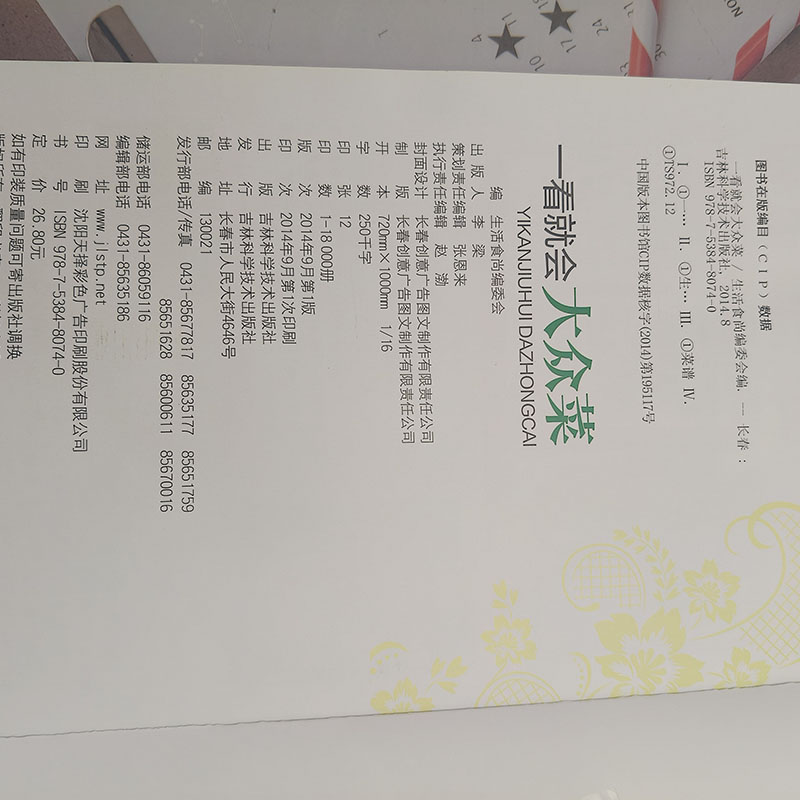 图书在版编目（CIP）数据
一看就会大众菜 / 生活食尚编委会编. — 长春：
吉林科学技术出版社, 2014.8
ISBN 978-7-5384-8074-0
Ⅰ. ①一… Ⅱ. ①生… Ⅲ. ①菜谱 Ⅳ.
①TS972.12
中国版本图书馆CIP数据核字(2014)第195117号
一看就会大众菜
YIKANJIUHUI DAZHONGCAI
编 生活食尚编委会
出版人 李 梁
策划责任编辑 张恩来
执行责任编辑 赵 渤
封面设计 长春创意广告图文制作有限责任公司
制 版 长春创意广告图文制作有限责任公司
开 本 720mm×1000mm 1/16
字 数 250千字
印 张 12
印 数 1-18 000册
版 次 2014年9月第1版
印 次 2014年9月第1次印刷
出 版 吉林科学技术出版社
发 行 吉林科学技术出版社
地 址 长春市人民大街4646号
邮 编 130021
发行部电话/传真 0431-85677817 85635177 85651759
85651628 85600611 85670016
储运部电话 0431-86059116
编辑部电话 0431-85635186
网 址 www.jlstp.net
印 刷 沈阳天择彩色广告印刷股份有限公司
书 号 ISBN 978-7-5384-8074-0
定 价 26.80元
如有印装质量问题可寄出版社调换